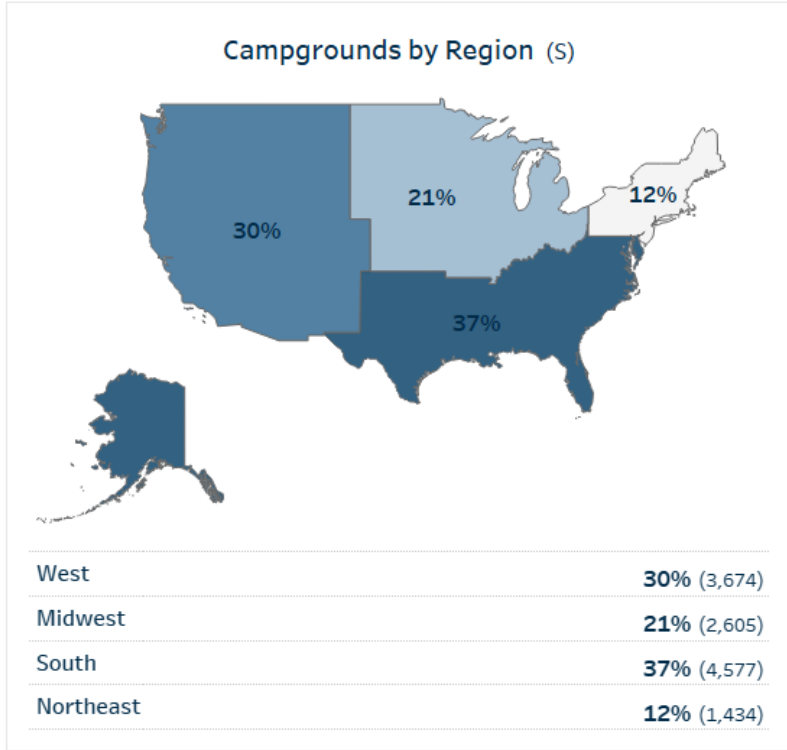 Campgrounds by Region (S)
30%
21%
12%
37%
West 30% (3,674)
Midwest 21% (2,605)
South 37% (4,577)
Northeast 12% (1,434)